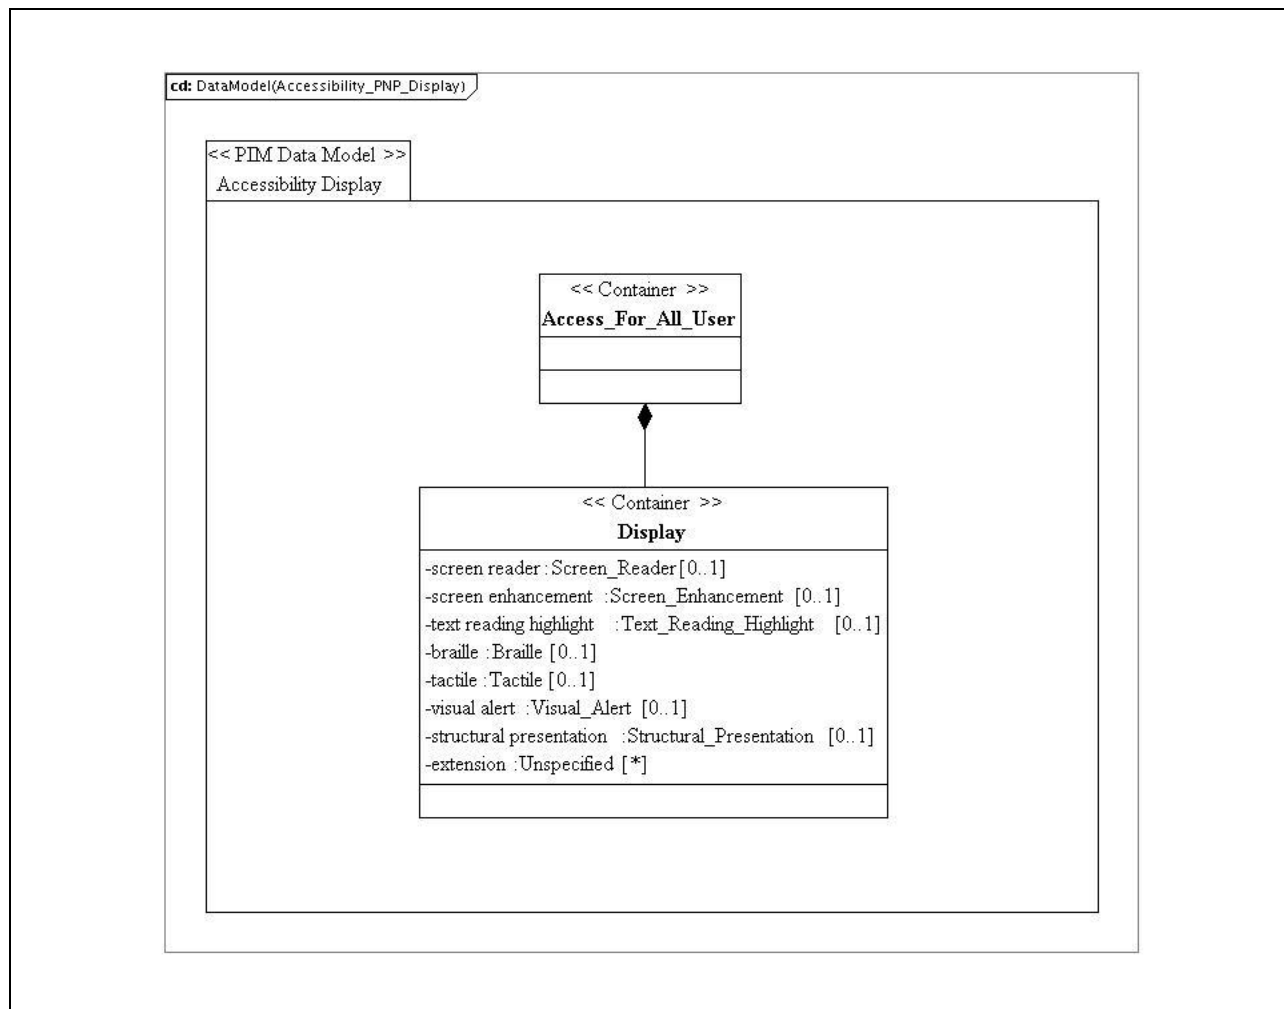 cd: DataModel(Accessibility_PNP_Display)
<< PIM Data Model >>
Accessibility Display
<< Container >>
Access_For_All_User
<< Container >>
Display
-screen reader :Screen_Reader[0..1]
-screen enhancement :Screen_Enhancement [0..1]
-text reading highlight :Text_Reading_Highlight [0..1]
-braille :Braille [0..1]
-tactile :Tactile [0..1]
-visual alert :Visual_Alert [0..1]
-structural presentation :Structural_Presentation [0..1]
-extension :Unspecified [*]